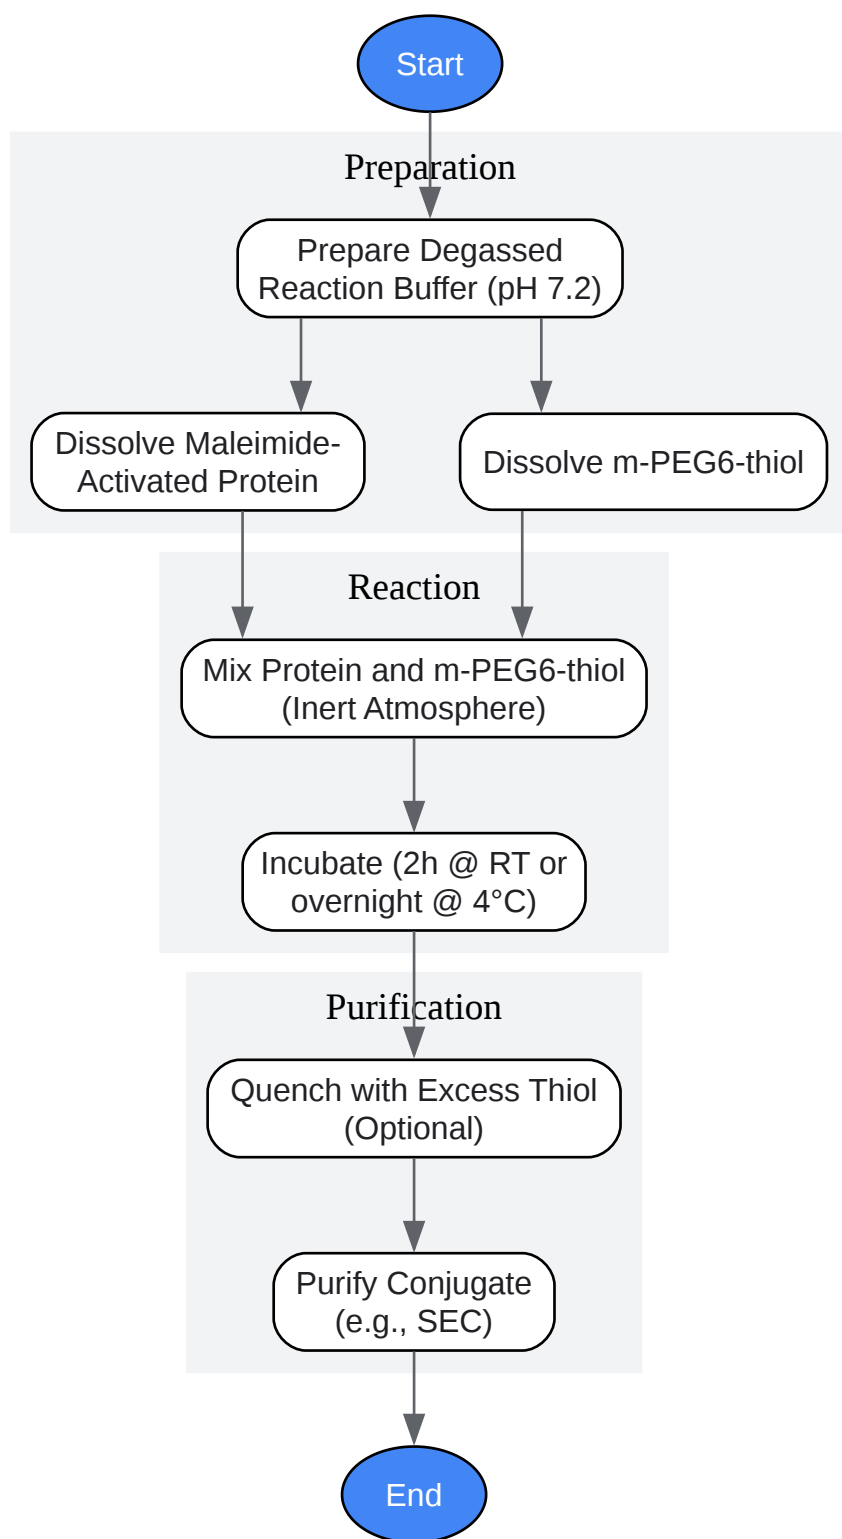 Start
Preparation
Prepare Degassed
Reaction Buffer (pH 7.2)
Dissolve Maleimide-
Activated Protein
Dissolve m-PEG6-thiol
Reaction
Mix Protein and m-PEG6-thiol
(Inert Atmosphere)
Incubate (2h @ RT or
overnight @ 4°C)
Purification
Quench with Excess Thiol
(Optional)
Purify Conjugate
(e.g., SEC)
End